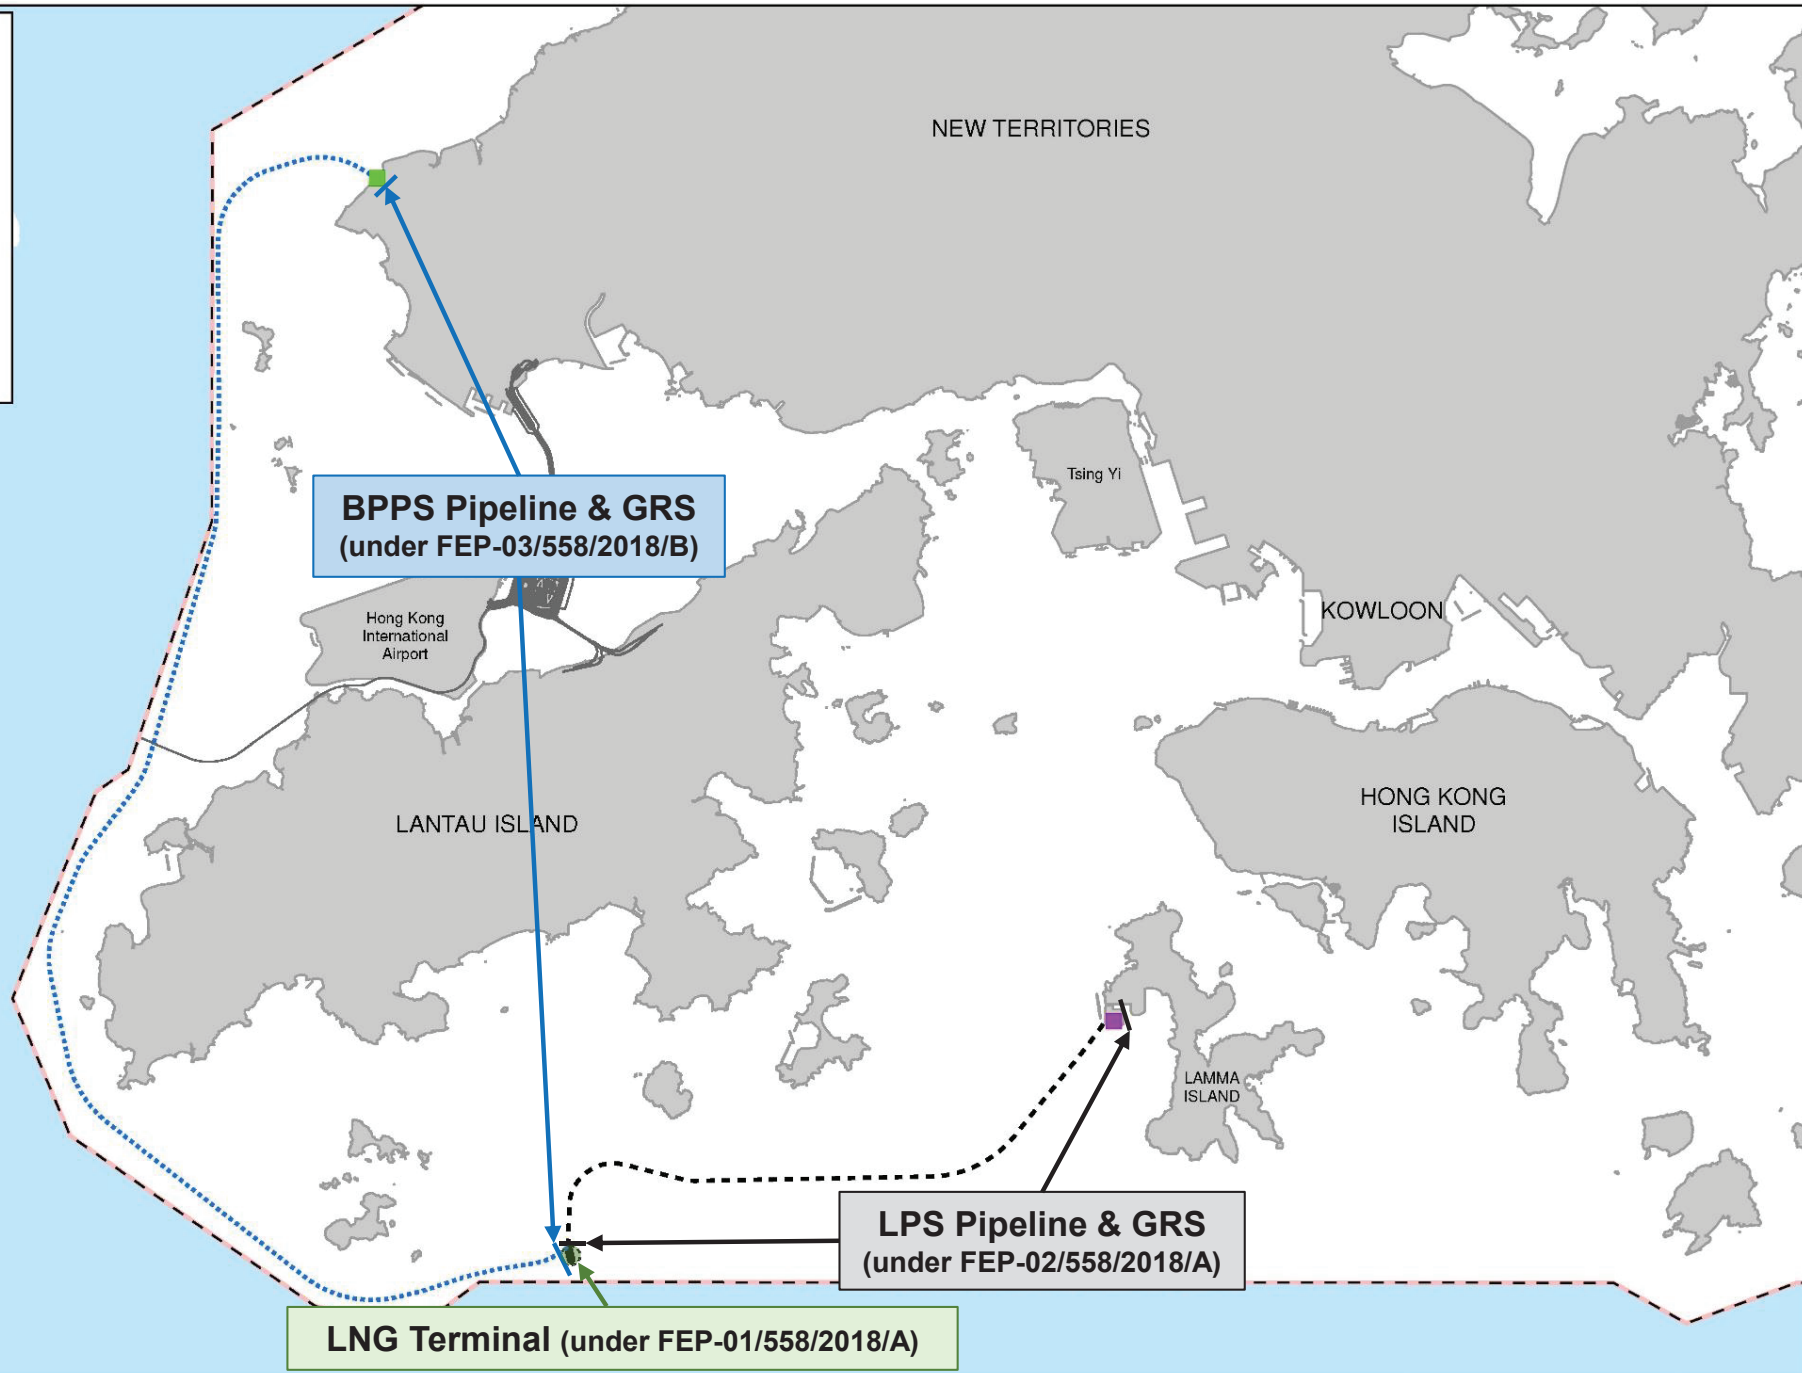 NEW TERRITORIES
Tsing Yi
BPPS Pipeline & GRS
(under FEP-03/558/2018/B)
Hong Kong
International
Airport
KOWLOON
LANTAU ISLAND
HONG KONG
ISLAND
LAMMA
ISLAND
LPS Pipeline & GRS
(under FEP-02/558/2018/A)
LNG Terminal (under FEP-01/558/2018/A)